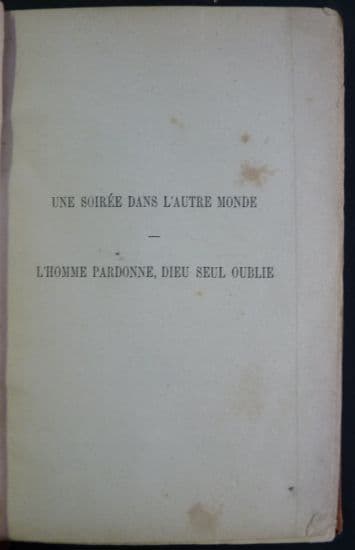 UNE SOIRÉE DANS L'AUTRE MONDE
—
L'HOMME PARDONNE, DIEU SEUL OUBLIE